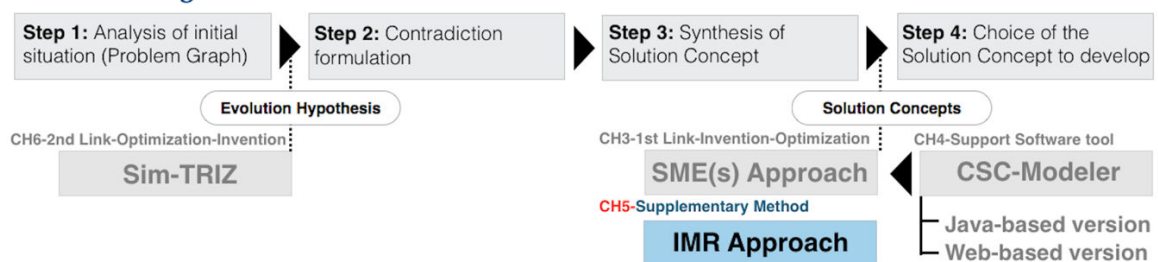 Step 1: Analysis of initial
situation (Problem Graph)
Step 2: Contradiction
formulation
Step 3: Synthesis of
Solution Concept
Step 4: Choice of the
Solution Concept to develop
Evolution Hypothesis
Solution Concepts
CH6-2nd Link-Optimization-Invention
Sim-TRIZ
CH3-1st Link-Invention-Optimization
SME(s) Approach
CH4-Support Software tool
CSC-Modeler
CH5-Supplementary Method
IMR Approach
Java-based version
Web-based version